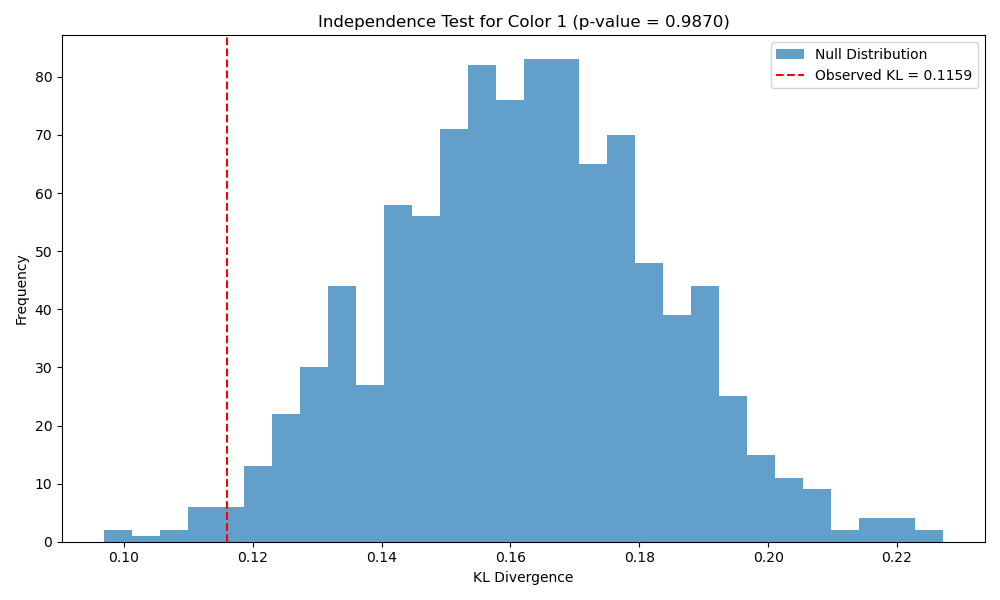 Independence Test for Color 1 (p-value = 0.9870)
Null Distribution
Observed KL = 0.1159
Frequency
80
70
60
50
40
30
20
10
0
0.10 0.12 0.14 0.16 0.18 0.20 0.22
KL Divergence